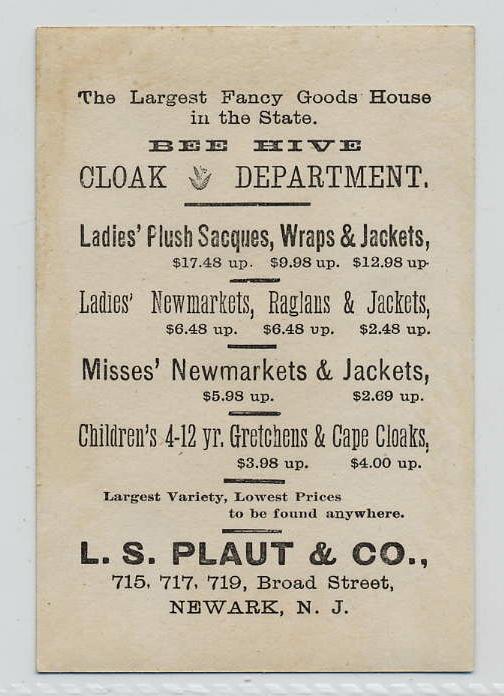 The Largest Fancy Goods House
in the State.
BEE HIVE
CLOAK DEPARTMENT.
Ladies' Plush Sacques, Wraps & Jackets,
$17.48 up. $9.98 up. $12.98 up.
Ladies' Newmarkets, Raglans & Jackets,
$6.48 up. $6.48 up. $2.48 up.
Misses' Newmarkets & Jackets,
$5.98 up. $2.69 up.
Children's 4-12 yr. Gretchens & Cape Cloaks,
$3.98 up. $4.00 up.
Largest Variety, Lowest Prices
to be found anywhere.
L. S. PLAUT & CO.,
715, 717, 719, Broad Street,
NEWARK, N. J.